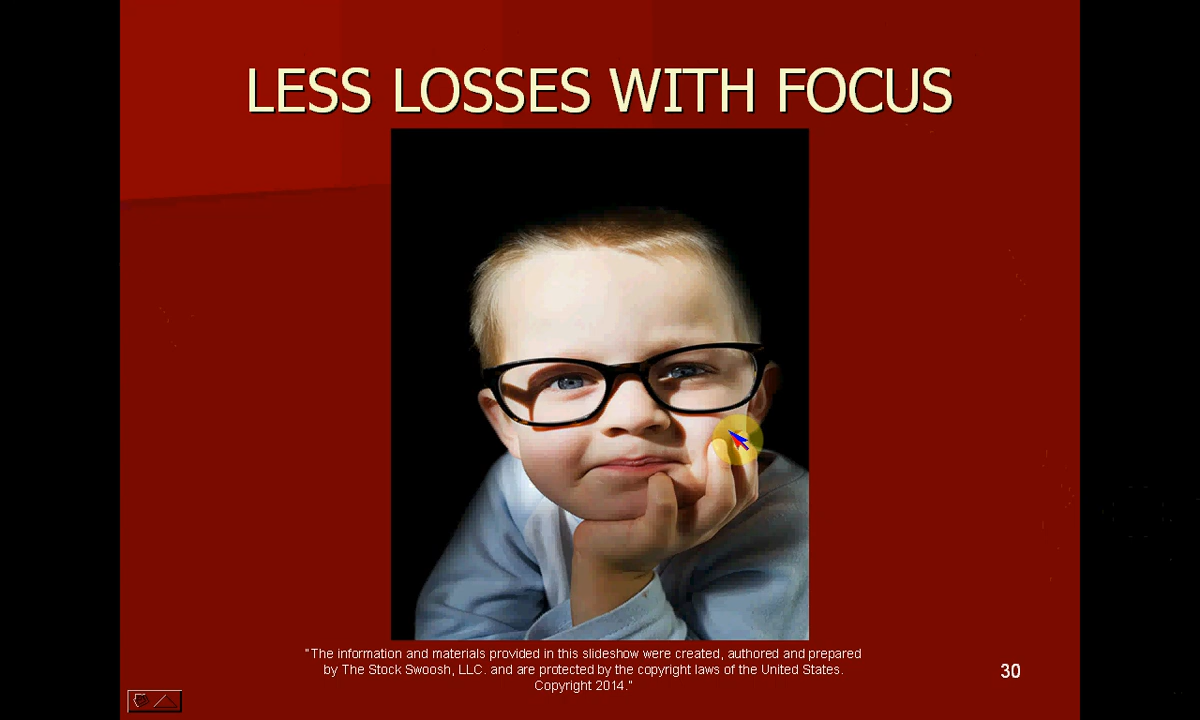 LESS LOSSES WITH FOCUS
"The information and materials provided in this slideshow were created, authored and prepared
by The Stock Swoosh, LLC. and are protected by the copyright laws of the United States.
Copyright 2014."
30